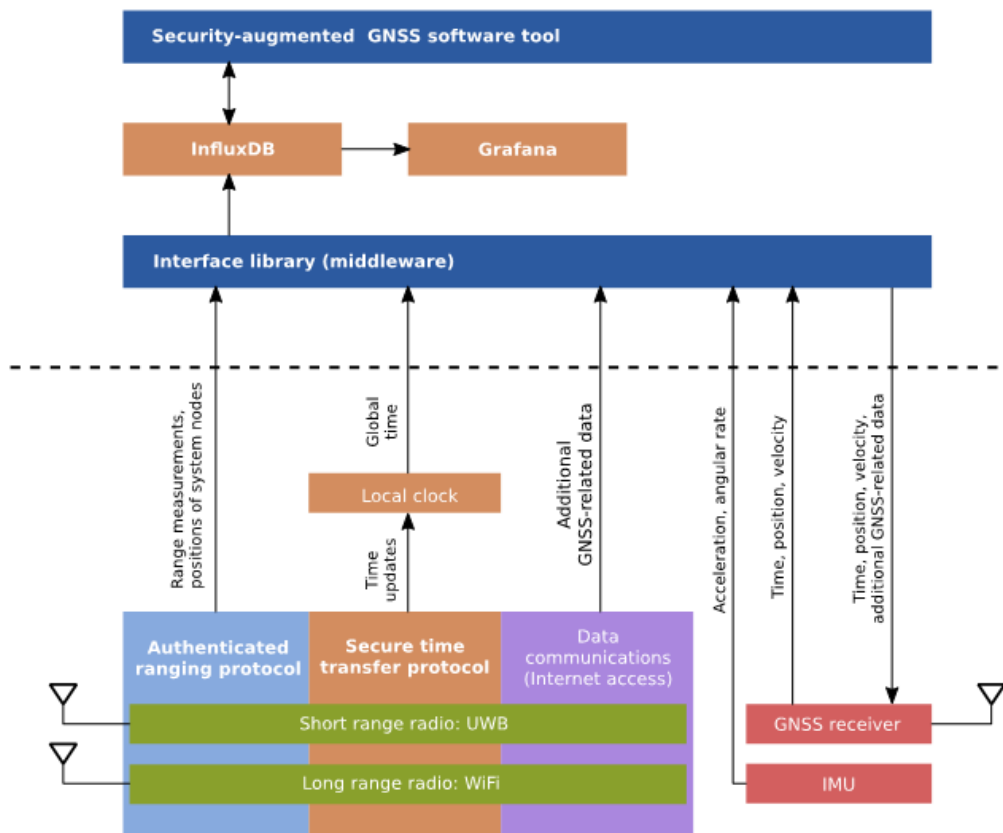 Security-augmented GNSS software tool
InfluxDB
Grafana
Interface library (middleware)
Range measurements,
positions of system nodes
Global
time
Local clock
Time
updates
Additional
GNSS-related data
Acceleration, angular rate
Time, position, velocity
Time, position, velocity,
additional GNSS-related data
Authenticated
ranging protocol
Secure time
transfer protocol
Data
communications
(Internet access)
Short range radio: UWB
Long range radio: WiFi
GNSS receiver
IMU